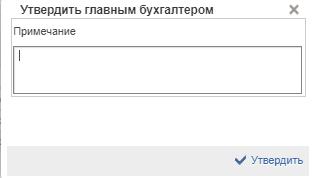 Утвердить главным бухгалтером
Примечание
Утвердить